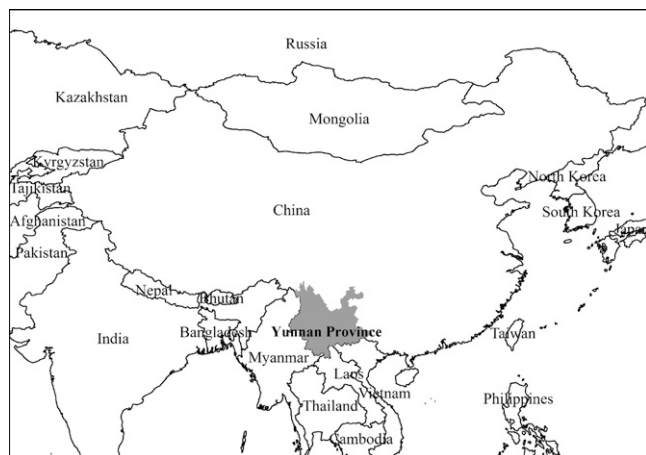 Russia
Kazakhstan
Mongolia
Kyrgyzstan
North Korea
Tajikistan
China
South Korea
Afghanistan
Japan
Pakistan
Nepal
Bhutan
India
Bangladesh
Yunnan Province
Taiwan
Myanmar
Laos
Vietnam
Thailand
Philippines
Cambodia